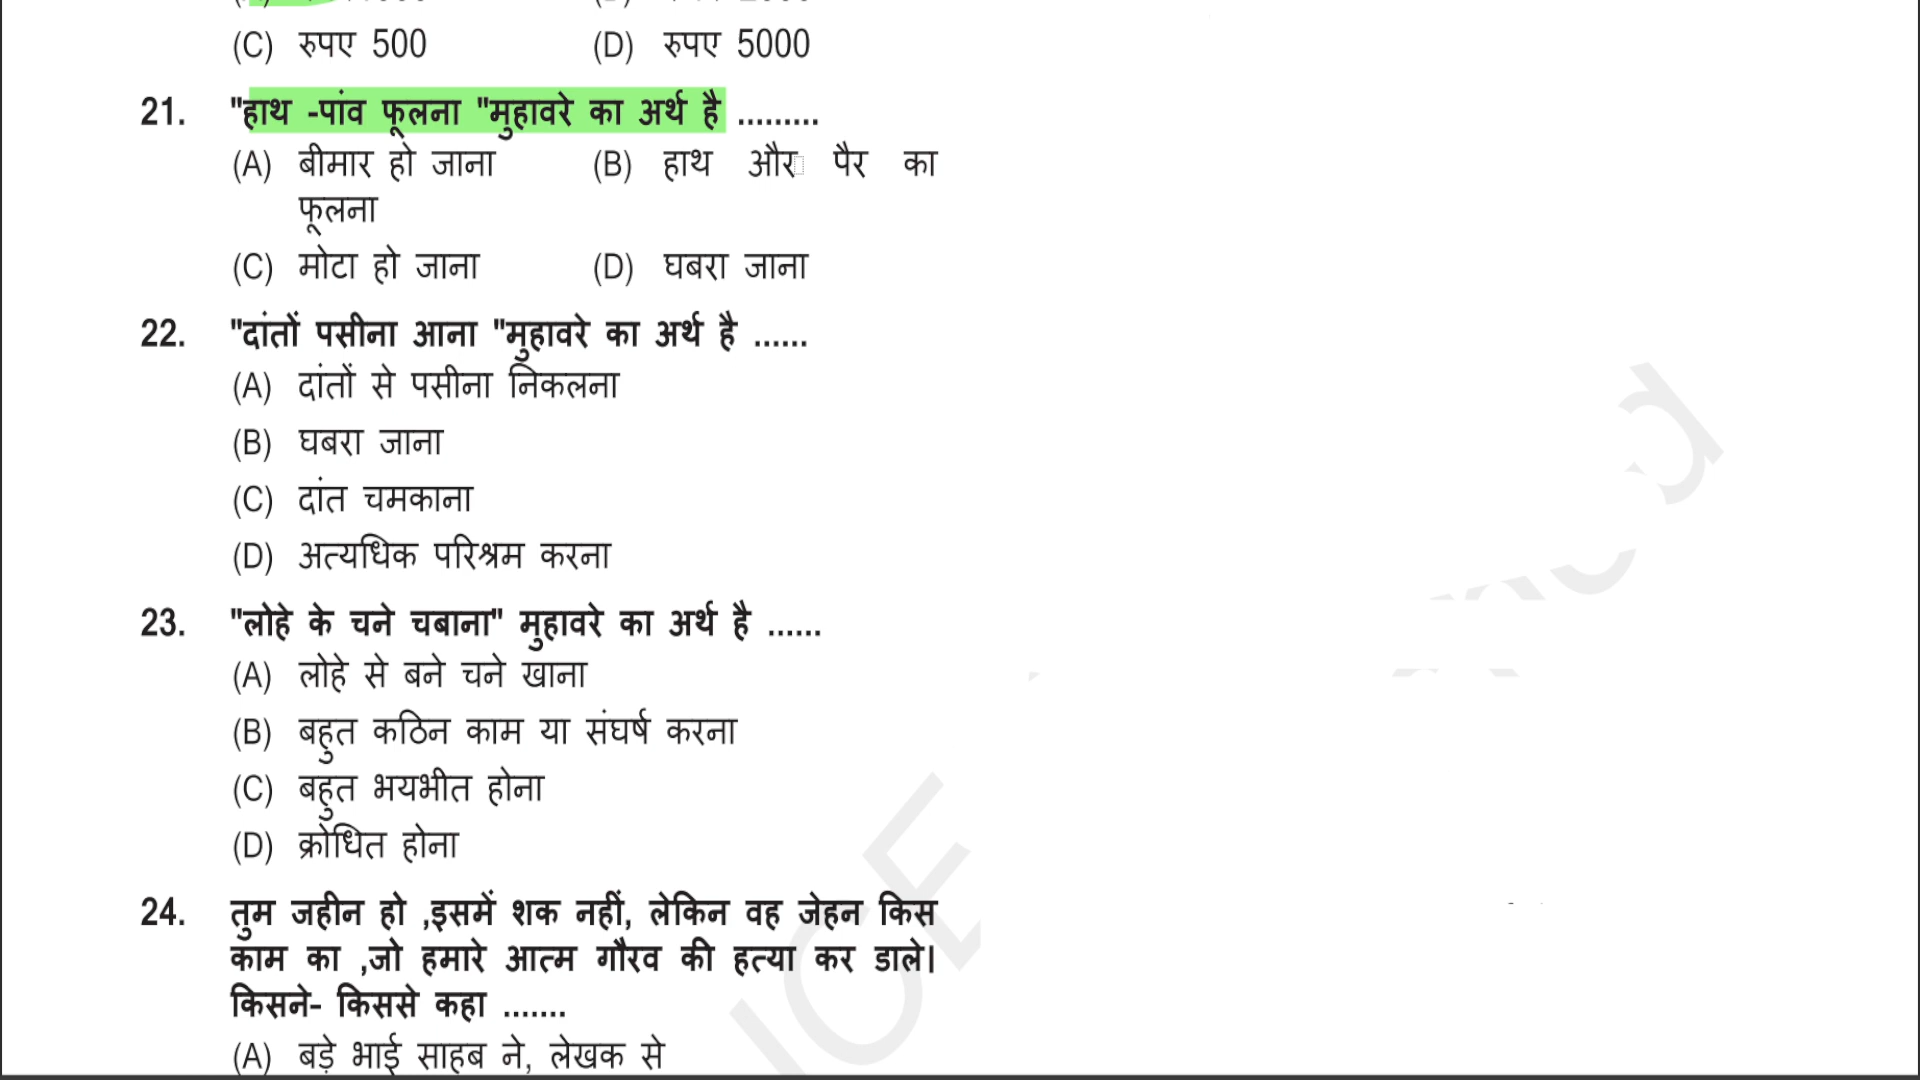 (C) रुपए 500 (D) रुपए 5000
21. "हाथ -पांव फूलना "मुहावरे का अर्थ है .........
(A) बीमार हो जाना (B) हाथ और पैर का
फूलना
(C) मोटा हो जाना (D) घबरा जाना
22. "दांतों पसीना आना "मुहावरे का अर्थ है ......
(A) दांतों से पसीना निकलना
(B) घबरा जाना
(C) दांत चमकाना
(D) अत्यधिक परिश्रम करना
23. "लोहे के चने चबाना" मुहावरे का अर्थ है ......
(A) लोहे से बने चने खाना
(B) बहुत कठिन काम या संघर्ष करना
(C) बहुत भयभीत होना
(D) क्रोधित होना
24. तुम जहीन हो ,इसमें शक नहीं, लेकिन वह जेहन किस
काम का ,जो हमारे आत्म गौरव की हत्या कर डाले।
किसने- किससे कहा .......
(A) बड़े भाई साहब ने, लेखक से